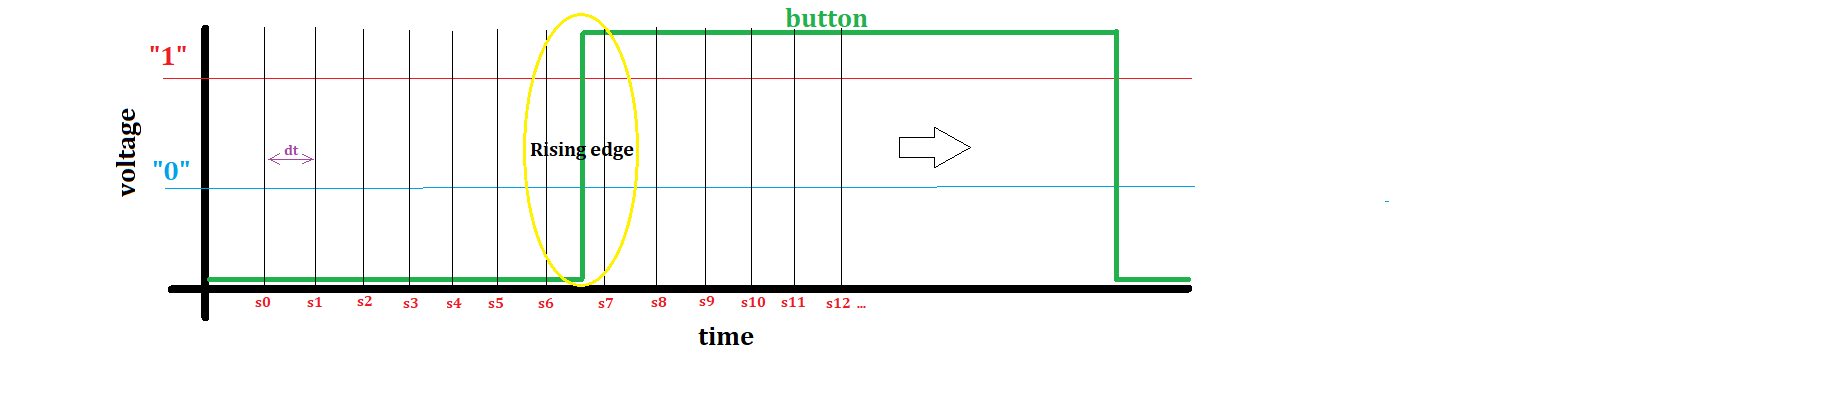 button
"1"
voltage
dt
Rising edge
"0"
s0 s1 s2 s3 s4 s5 s6 s7 s8 s9 s10 s11 s12 ...
time